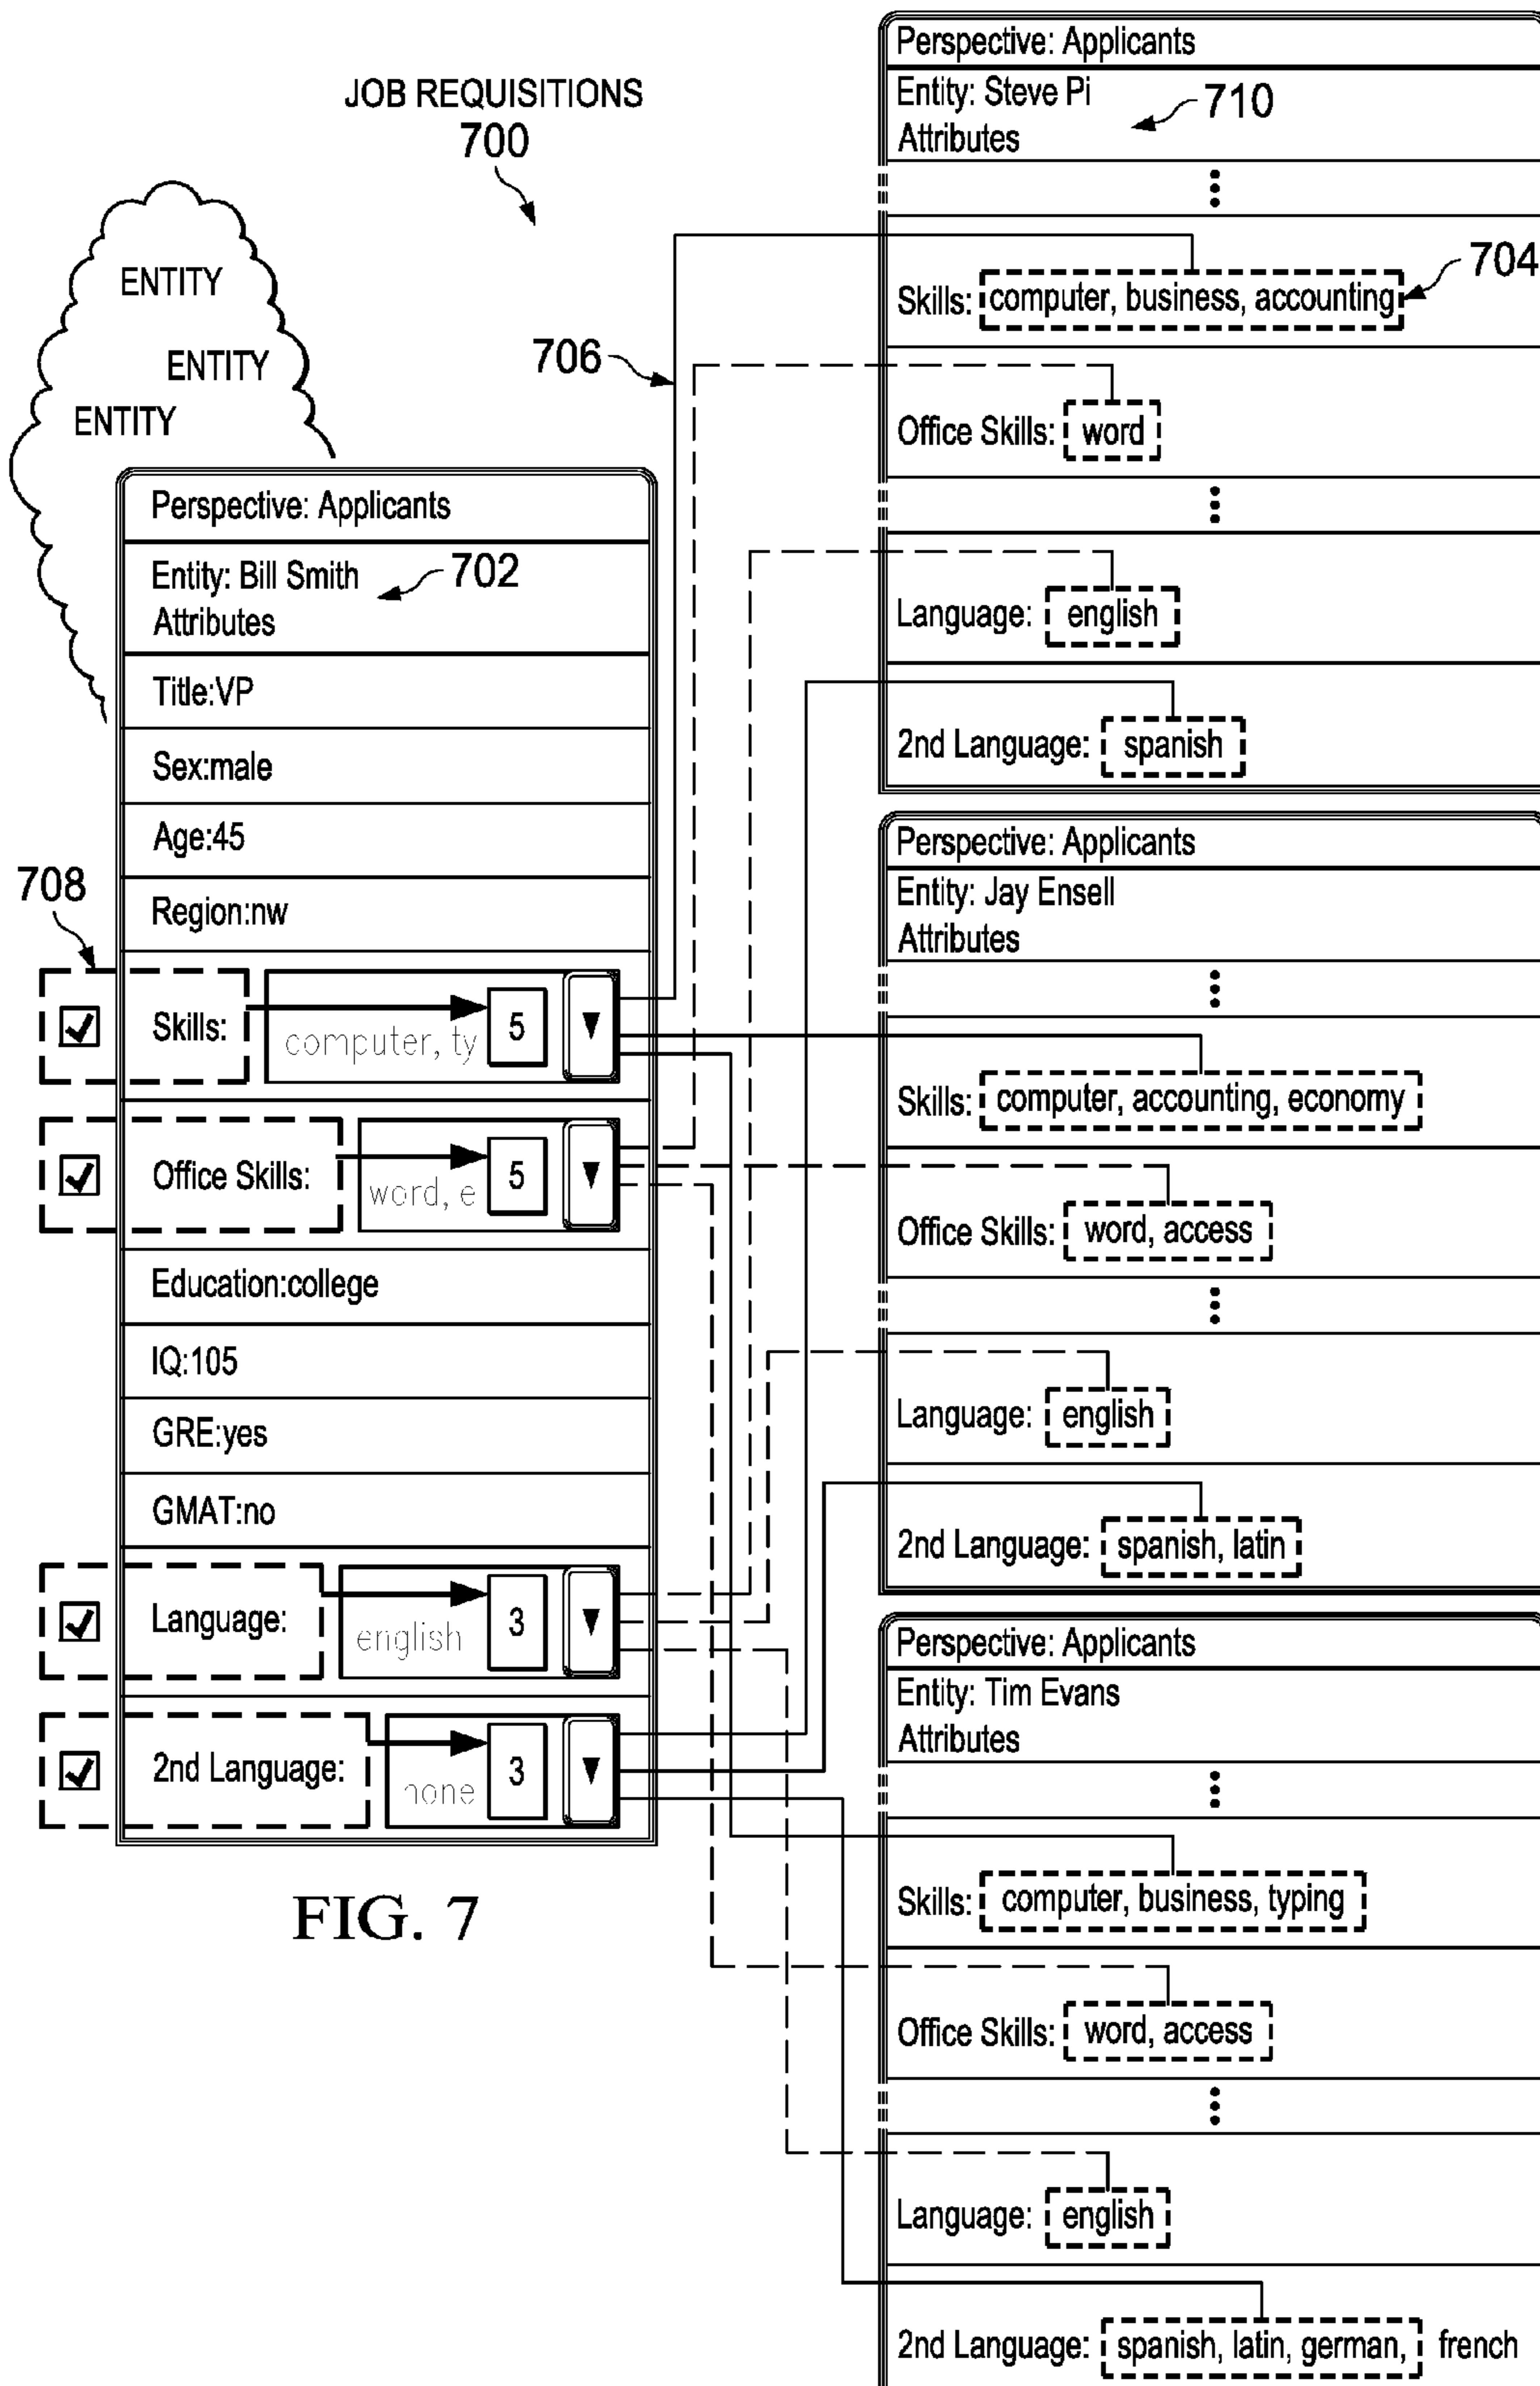 JOB REQUISITIONS
700
ENTITY
ENTITY
ENTITY
706
Perspective: Applicants
Entity: Bill Smith
702
Attributes
Title:VP
Sex:male
Age:45
Region:nw
708
Skills:
computer, ty
5
Office Skills:
word, e
5
Education:college
IQ:105
GRE:yes
GMAT:no
Language:
english
3
2nd Language:
none
3
FIG. 7
Perspective: Applicants
Entity: Steve Pi
710
Attributes
Skills: computer, business, accounting
704
Office Skills: word
Language: english
2nd Language: spanish
Perspective: Applicants
Entity: Jay Ensell
Attributes
Skills: computer, accounting, economy
Office Skills: word, access
Language: english
2nd Language: spanish, latin
Perspective: Applicants
Entity: Tim Evans
Attributes
Skills: computer, business, typing
Office Skills: word, access
Language: english
2nd Language: spanish, latin, german, french